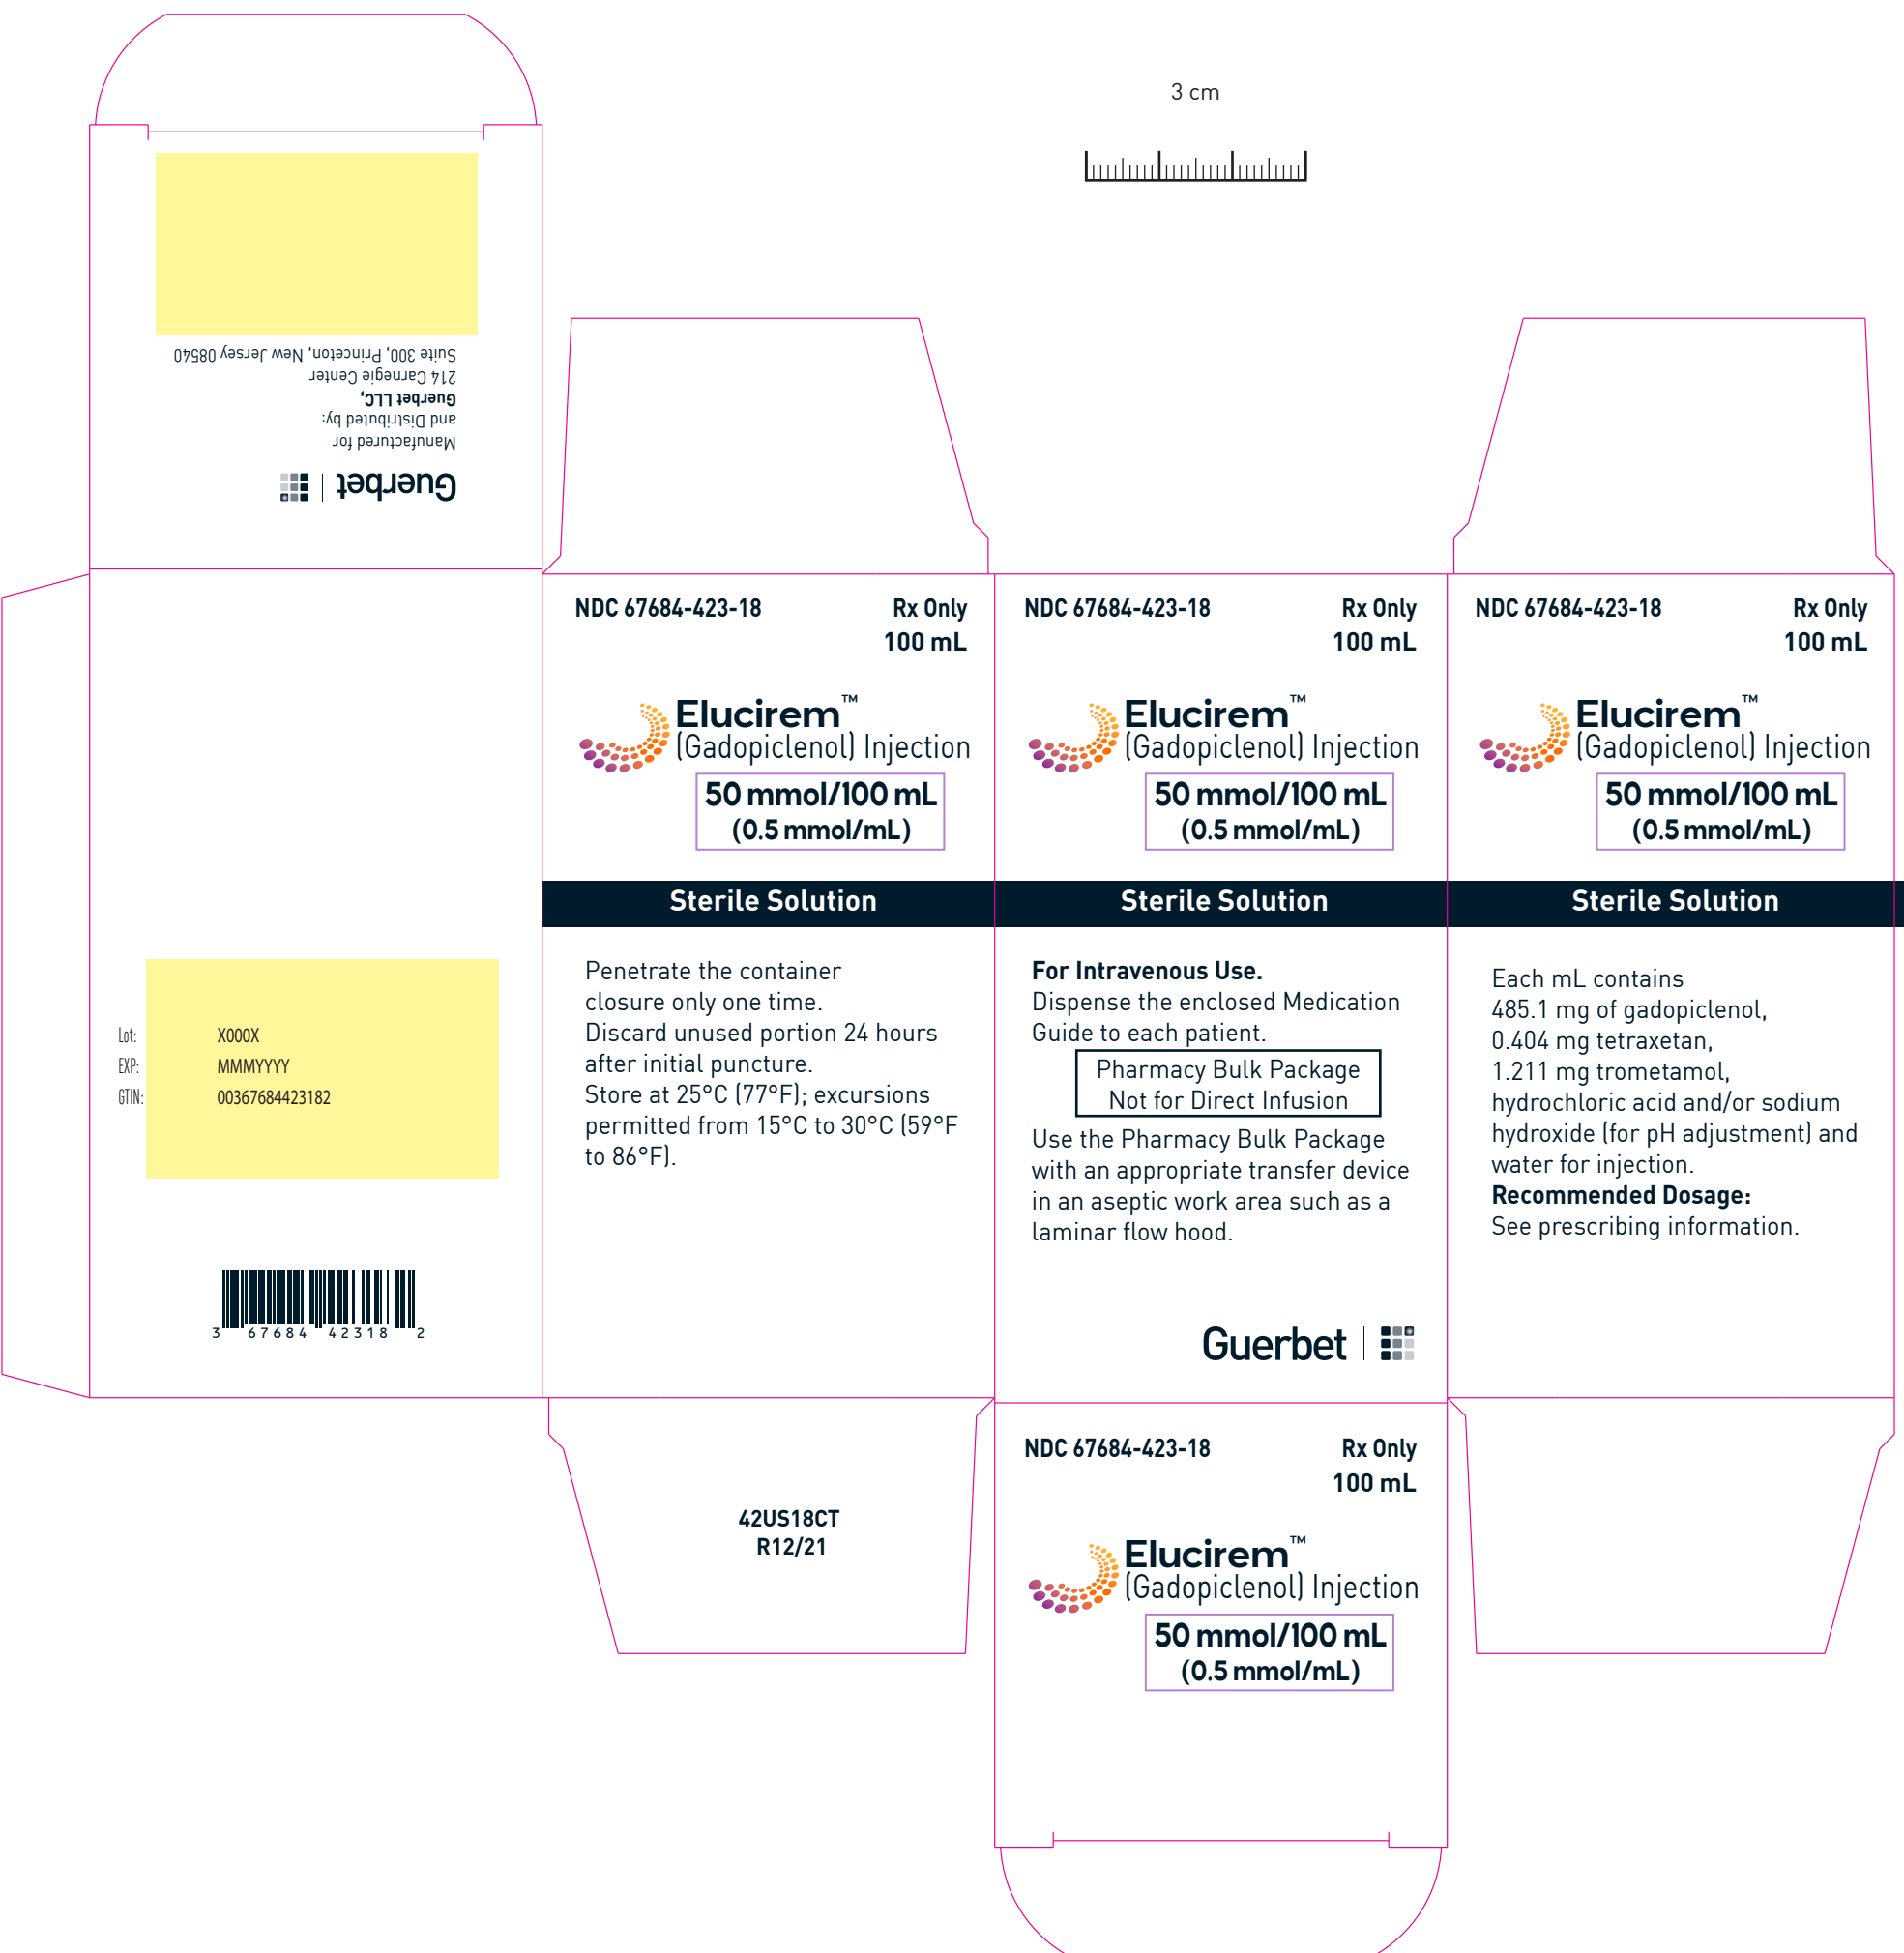 3 cm
Guerbet
Manufactured for
and Distributed by:
Guerbet LLC,
214 Carnegie Center
Suite 300, Princeton, New Jersey 08540
Lot: X000X
EXP: MMMYYYY
GTIN: 00367684423182
3 67684 42318 2
NDC 67684-423-18 Rx Only
100 mL
Elucirem™
(Gadopiclenol) Injection
50 mmol/100 mL
(0.5 mmol/mL)
Sterile Solution
Penetrate the container
closure only one time.
Discard unused portion 24 hours
after initial puncture.
Store at 25°C (77°F); excursions
permitted from 15°C to 30°C (59°F
to 86°F).
42US18CT
R12/21
NDC 67684-423-18 Rx Only
100 mL
Elucirem™
(Gadopiclenol) Injection
50 mmol/100 mL
(0.5 mmol/mL)
Sterile Solution
For Intravenous Use.
Dispense the enclosed Medication
Guide to each patient.
Pharmacy Bulk Package
Not for Direct Infusion
Use the Pharmacy Bulk Package
with an appropriate transfer device
in an aseptic work area such as a
laminar flow hood.
Guerbet
NDC 67684-423-18 Rx Only
100 mL
Elucirem™
(Gadopiclenol) Injection
50 mmol/100 mL
(0.5 mmol/mL)
NDC 67684-423-18 Rx Only
100 mL
Elucirem™
(Gadopiclenol) Injection
50 mmol/100 mL
(0.5 mmol/mL)
Sterile Solution
Each mL contains
485.1 mg of gadopiclenol,
0.404 mg tetraxetan,
1.211 mg trometamol,
hydrochloric acid and/or sodium
hydroxide (for pH adjustment) and
water for injection.
Recommended Dosage:
See prescribing information.